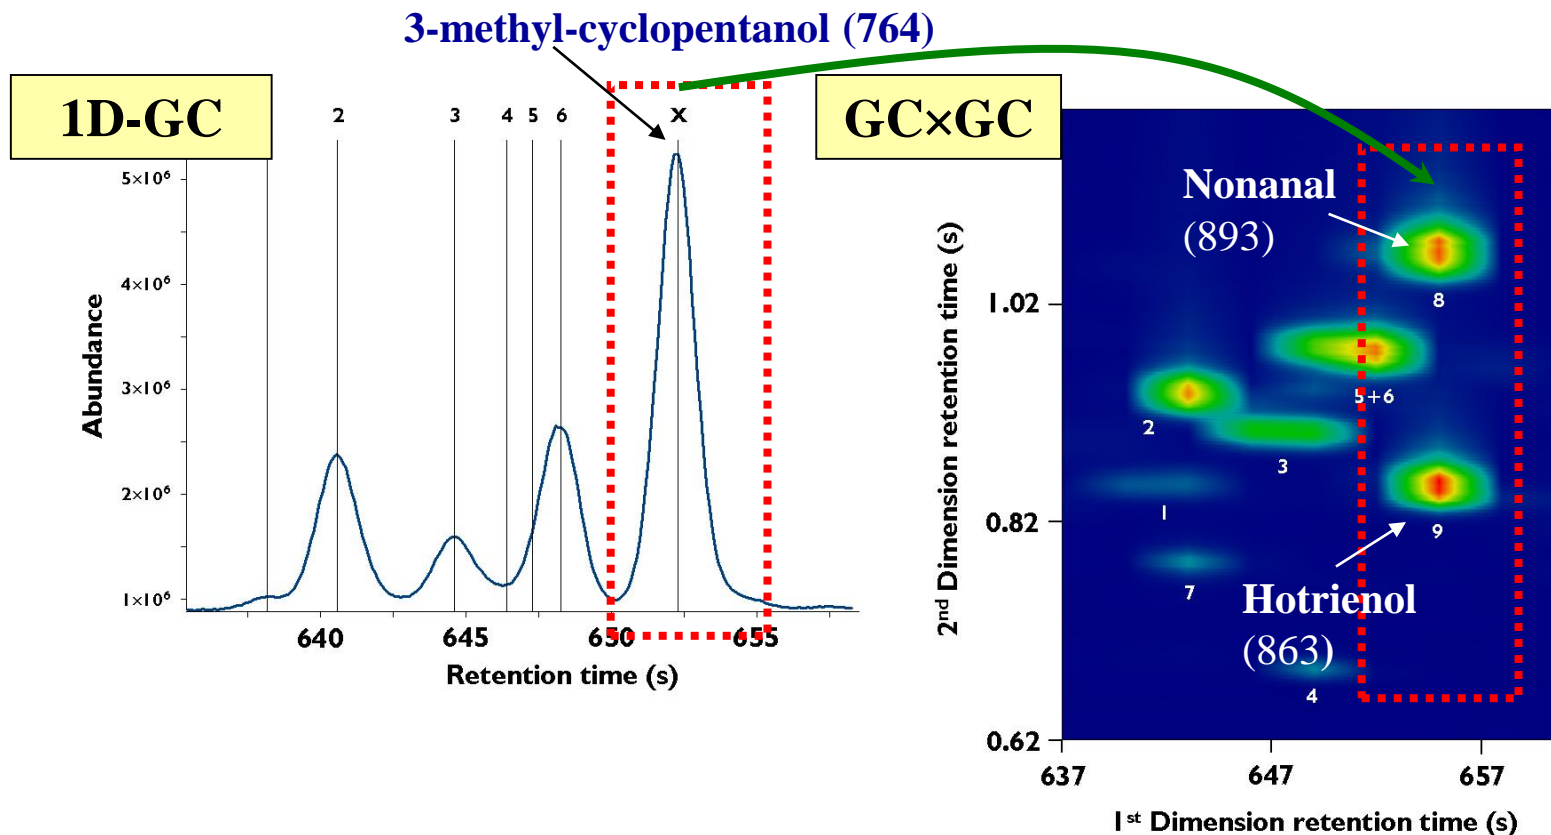 3-methyl-cyclopentanol (764)
1D-GC
2 3 4 5 6 X
5×10⁶
4×10⁶
3×10⁶
2×10⁶
1×10⁶
Abundance
640 645 650 655
Retention time (s)
GC×GC
Nonanal
(893)
8
5+6
2
3
1
9
7
Hotrienol
(863)
4
1.02
0.82
0.62
2ⁿᵈ Dimension retention time (s)
637 647 657
1ˢᵗ Dimension retention time (s)